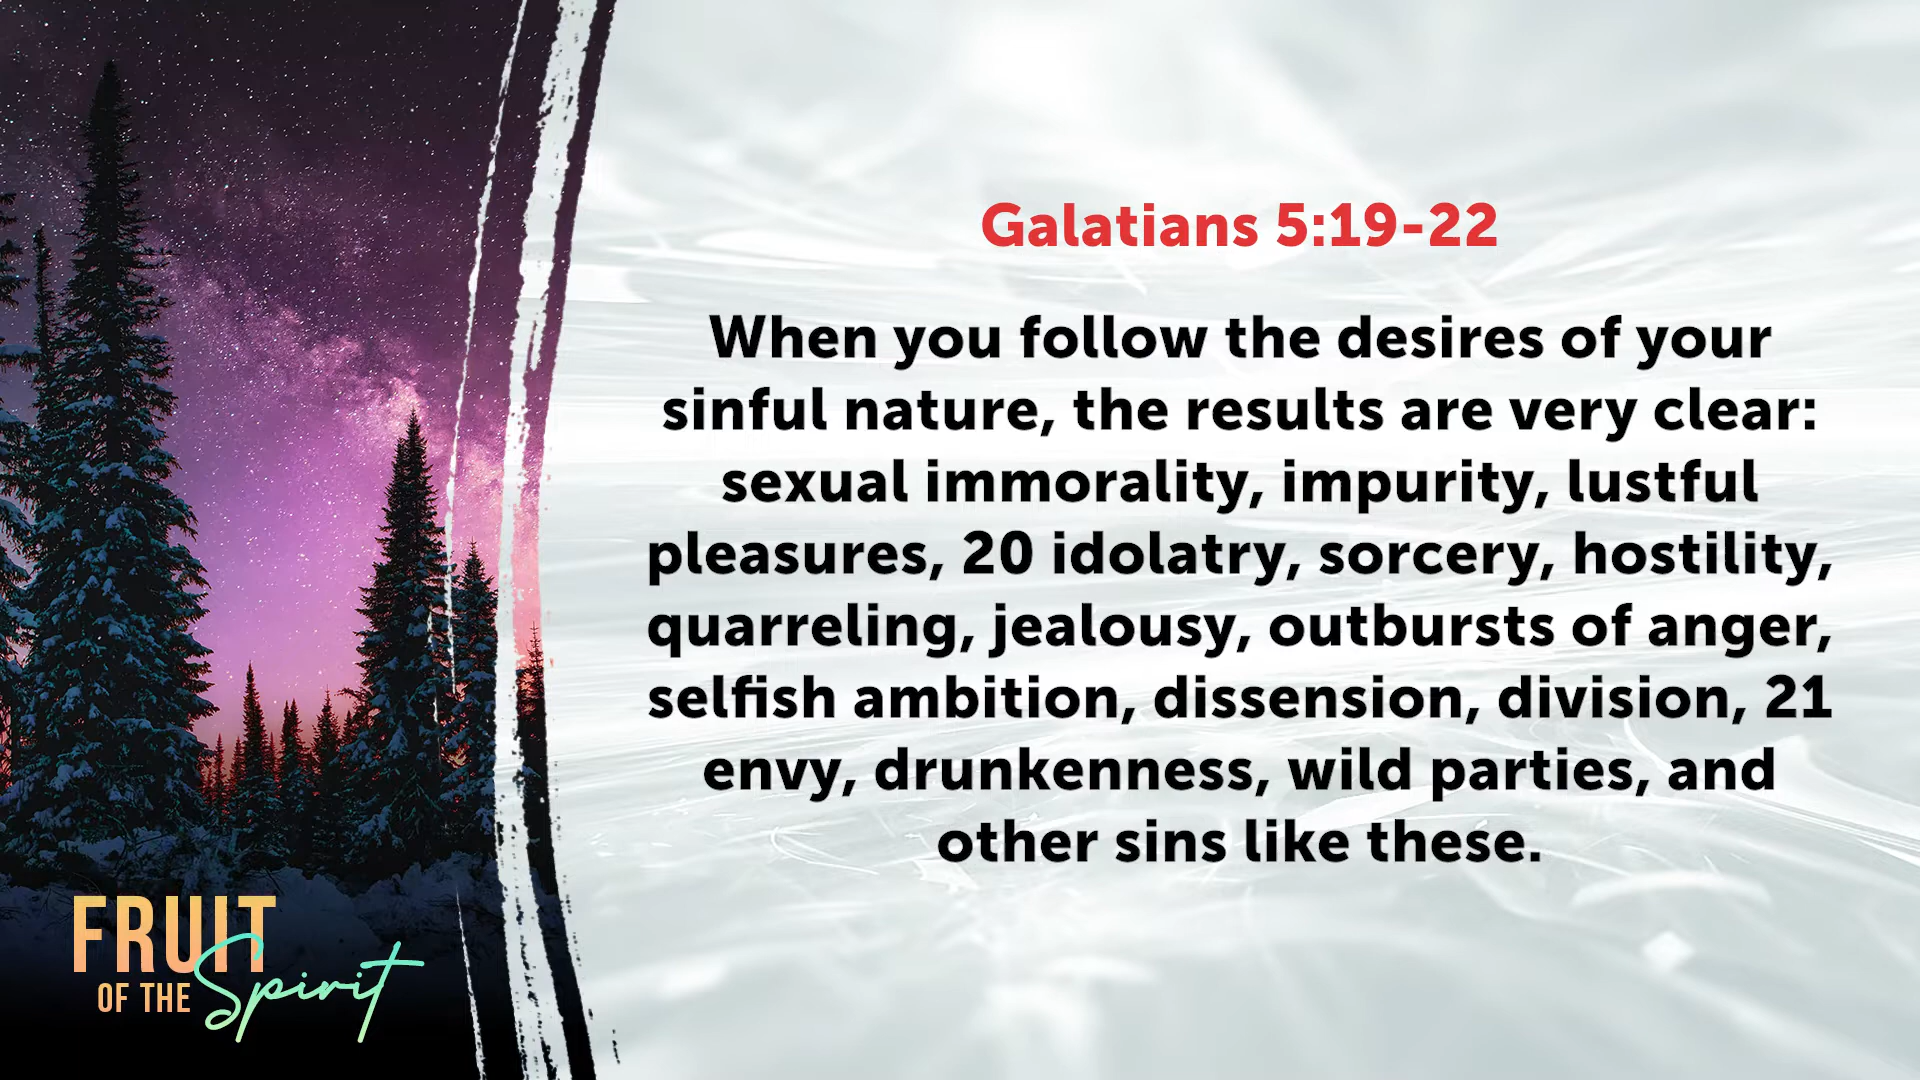 Galatians 5:19-22
When you follow the desires of your
sinful nature, the results are very clear:
sexual immorality, impurity, lustful
pleasures, 20 idolatry, sorcery, hostility,
quarreling, jealousy, outbursts of anger,
selfish ambition, dissension, division, 21
envy, drunkenness, wild parties, and
other sins like these.
FRUIT
OF THE Spirit